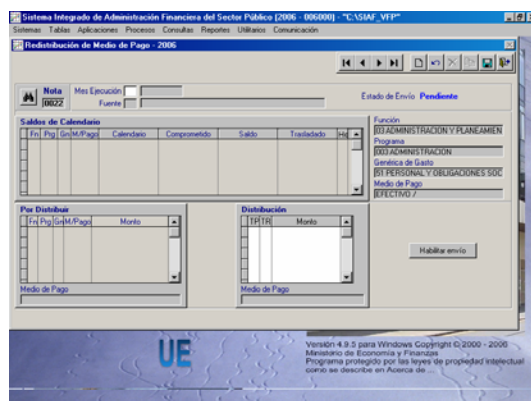 Sistema Integrado de Administración Financiera del Sector Público (2006 - 006000) - "C:\SIAF_VFP"
Sistemas Tablas Aplicaciones Procesos Consultas Reportes Utilitarios Comunicación
Redistribución de Medio de Pago - 2006
Nota
0022
Mes Ejecución
Fuente
Estado de Envío Pendiente
Saldos de Calendario
Fn Prg Gn M/Pago Calendario Comprometido Saldo Trasladado
Función
03 ADMINISTRACION Y PLANEAMIEN
Programa
003 ADMINISTRACION
Genérica de Gasto
51 PERSONAL Y OBLIGACIONES SOC
Medio de Pago
EFECTIVO /
Por Distribuir
Fn Prg Gn M/Pago Monto
Medio de Pago
Distribución
TP TR Monto
Medio de Pago
Habilitar envío
UE
Versión 4.9.5 para Windows Copyright © 2000 - 2006
Ministerio de Economía y Finanzas
Programa protegido por las leyes de propiedad intelectual
como se describe en Acerca de ...